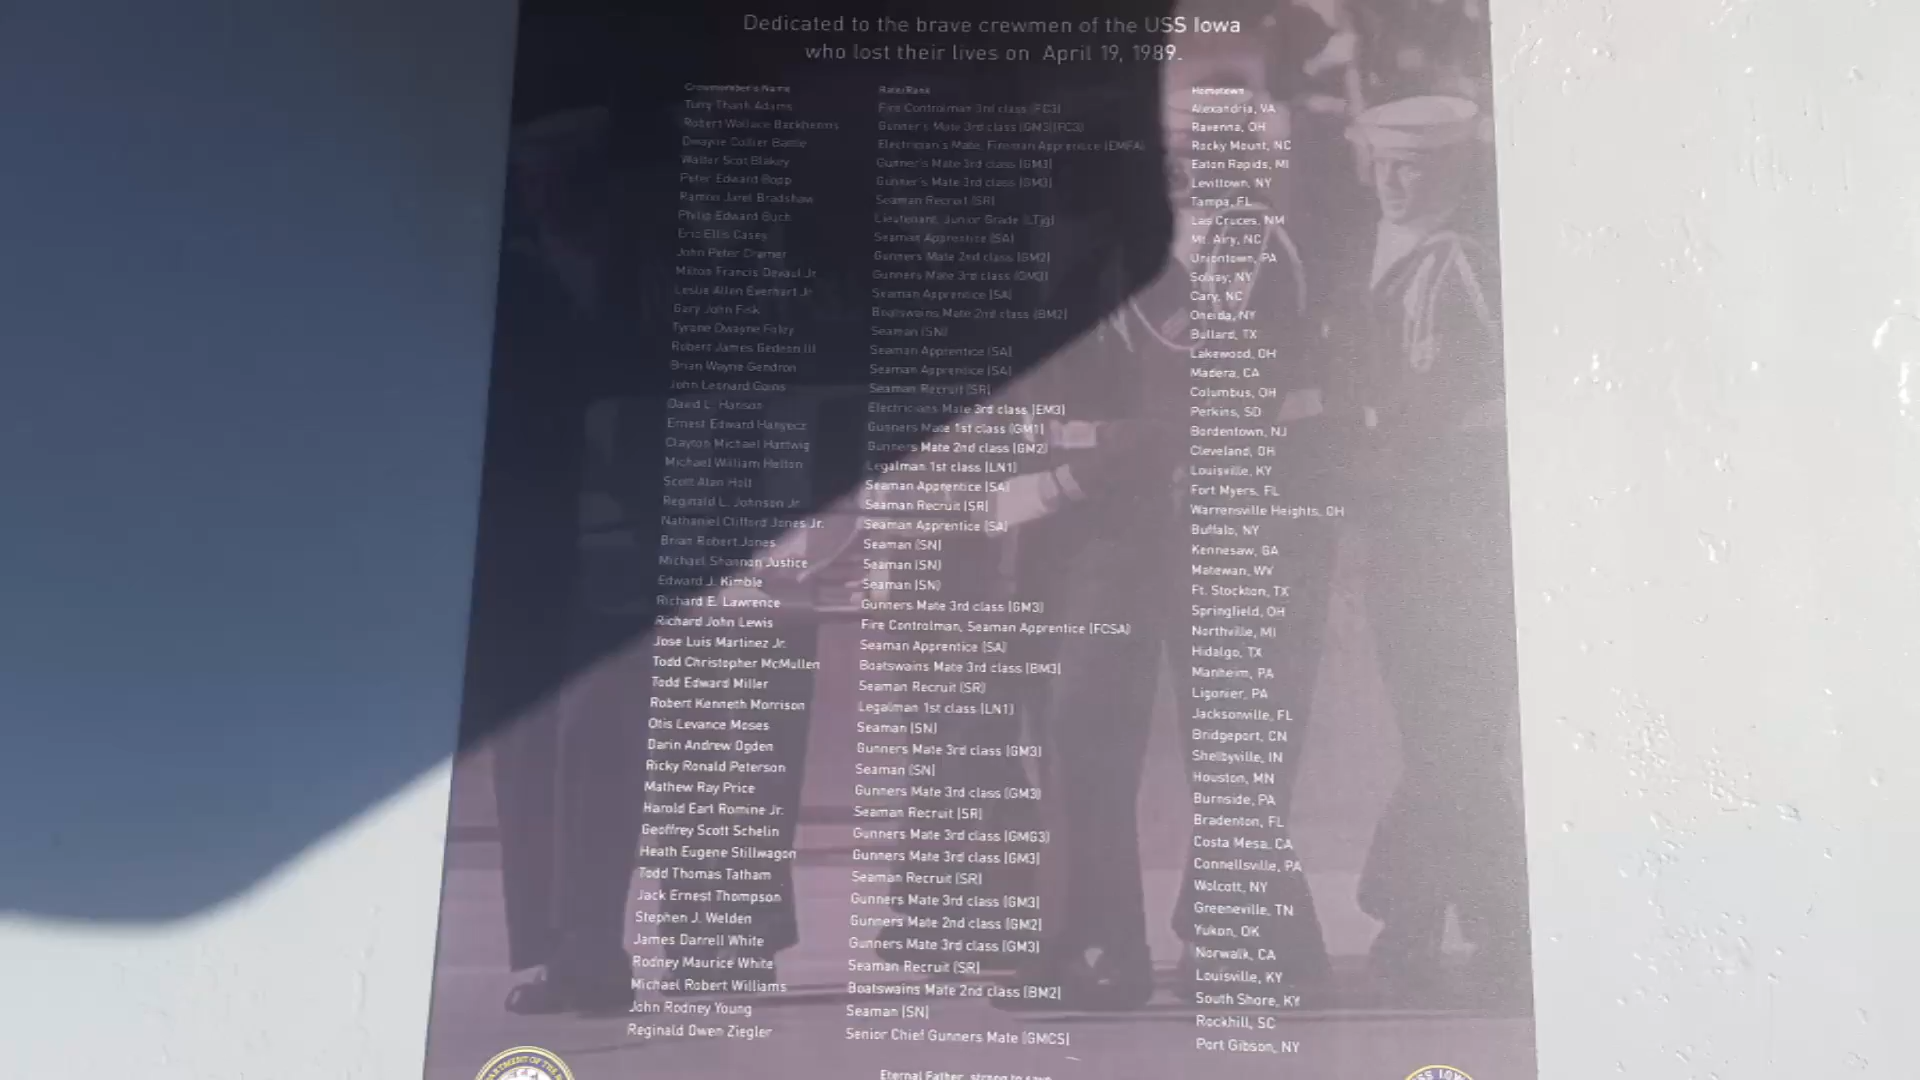 Dedicated to the brave crewmen of the USS Iowa
who lost their lives on April 19, 1989.
Crewmember's Name Rate/Rank Hometown
Tung Thanh Adams Fire Controlman 3rd class (FC3) Alexandria, VA
Robert Wallace Backherms Gunner's Mate 3rd class (GM3)(FC3) Ravenna, OH
Dwayne Collier Battle Electrician's Mate, Fireman Apprentice (EMFA) Rocky Mount, NC
Walter Scot Blakey Gunner's Mate 3rd class (GM3) Eaton Rapids, MI
Peter Edward Bopp Gunner's Mate 3rd class (GM3) Levittown, NY
Ramon Jarel Bradshaw Seaman Recruit (SR) Tampa, FL
Philip Edward Buch Lieutenant, Junior Grade (LTjg) Las Cruces, NM
Eric Ellis Casey Seaman Apprentice (SA) Mt. Airy, NC
John Peter Cramer Gunners Mate 2nd class (GM2) Uniontown, PA
Milton Francis Devaul Jr Gunners Mate 3rd class (GM3) Solvay, NY
Leslie Allen Everhart Jr Seaman Apprentice (SA) Cary, NC
Gary John Fisk Boatswains Mate 2nd class (BM2) Oneida, NY
Tyrone Dwayne Foley Seaman (SN) Bullard, TX
Robert James Gedeon III Seaman Apprentice (SA) Lakewood, OH
Brian Wayne Gendron Seaman Apprentice (SA) Madera, CA
John Leonard Goins Seaman Recruit (SR) Columbus, OH
David L. Hanson Electricians Mate 3rd class (EM3) Perkins, SD
Ernest Edward Hanyecz Gunners Mate 1st class (GM1) Bordentown, NJ
Clayton Michael Hartwig Gunners Mate 2nd class (GM2) Cleveland, OH
Michael William Helton Legalman 1st class (LN1) Louisville, KY
Scott Alan Holt Seaman Apprentice (SA) Fort Myers, FL
Reginald L. Johnson Jr Seaman Recruit (SR) Warrensville Heights, OH
Nathaniel Clifford Jones Jr. Seaman Apprentice (SA) Buffalo, NY
Brian Robert Jones Seaman (SN) Kennesaw, GA
Michael Shannon Justice Seaman (SN) Matewan, WV
Edward J. Kimble Seaman (SN) Ft. Stockton, TX
Richard E. Lawrence Gunners Mate 3rd class (GM3) Springfield, OH
Richard John Lewis Fire Controlman, Seaman Apprentice (FCSA) Northville, MI
Jose Luis Martinez Jr. Seaman Apprentice (SA) Hidalgo, TX
Todd Christopher McMullen Boatswains Mate 3rd class (BM3) Manheim, PA
Todd Edward Miller Seaman Recruit (SR) Ligonier, PA
Robert Kenneth Morrison Legalman 1st class (LN1) Jacksonville, FL
Otis Levance Moses Seaman (SN) Bridgeport, CN
Darin Andrew Ogden Gunners Mate 3rd class (GM3) Shelbyville, IN
Ricky Ronald Peterson Seaman (SN) Houston, MN
Mathew Ray Price Gunners Mate 3rd class (GM3) Burnside, PA
Harold Earl Romine Jr. Seaman Recruit (SR) Bradenton, FL
Geoffrey Scott Schelin Gunners Mate 3rd class (GMG3) Costa Mesa, CA
Heath Eugene Stillwagon Gunners Mate 3rd class (GM3) Connellsville, PA
Todd Thomas Tatham Seaman Recruit (SR) Wolcott, NY
Jack Ernest Thompson Gunners Mate 3rd class (GM3) Greeneville, TN
Stephen J. Welden Gunners Mate 2nd class (GM2) Yukon, OK
James Darrell White Gunners Mate 3rd class (GM3) Norwalk, CA
Rodney Maurice White Seaman Recruit (SR) Louisville, KY
Michael Robert Williams Boatswains Mate 2nd class (BM2) South Shore, KY
John Rodney Young Seaman (SN) Rockhill, SC
Reginald Owen Ziegler Senior Chief Gunners Mate (GMCS) Port Gibson, NY
Eternal Father, strong to save